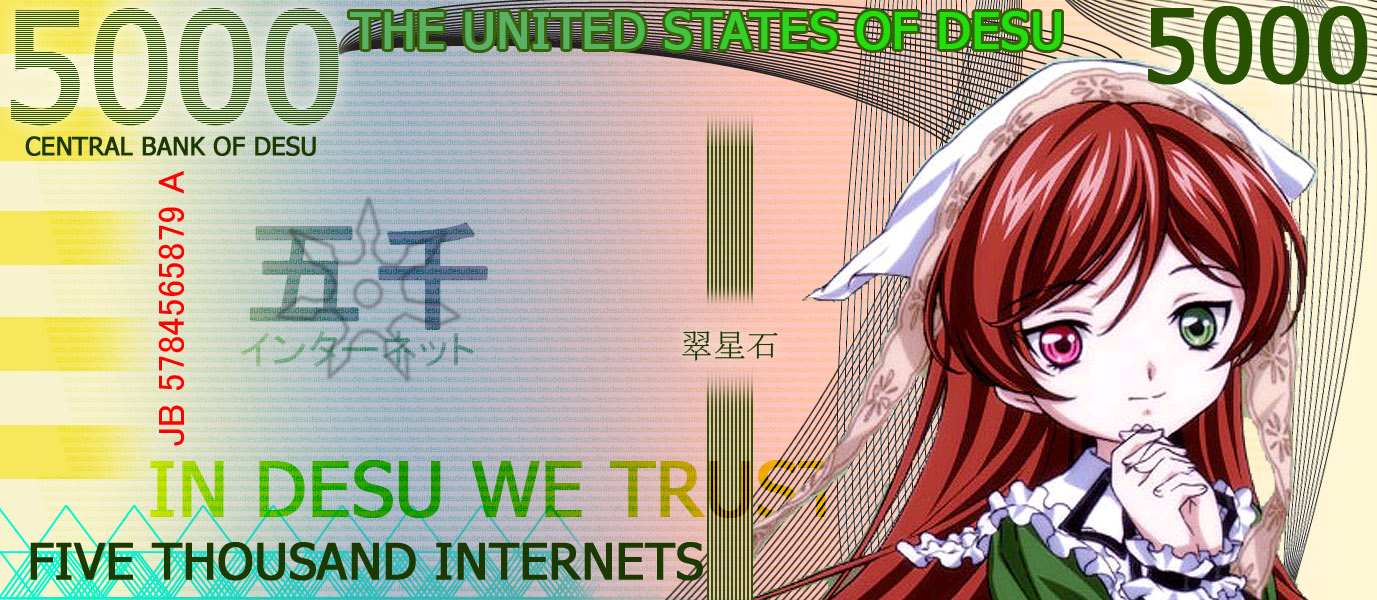 5000
THE UNITED STATES OF DESU
5000
CENTRAL BANK OF DESU
JB 5784565879 A
五千
インターネット
翠星石
IN DESU WE TRUST
FIVE THOUSAND INTERNETS